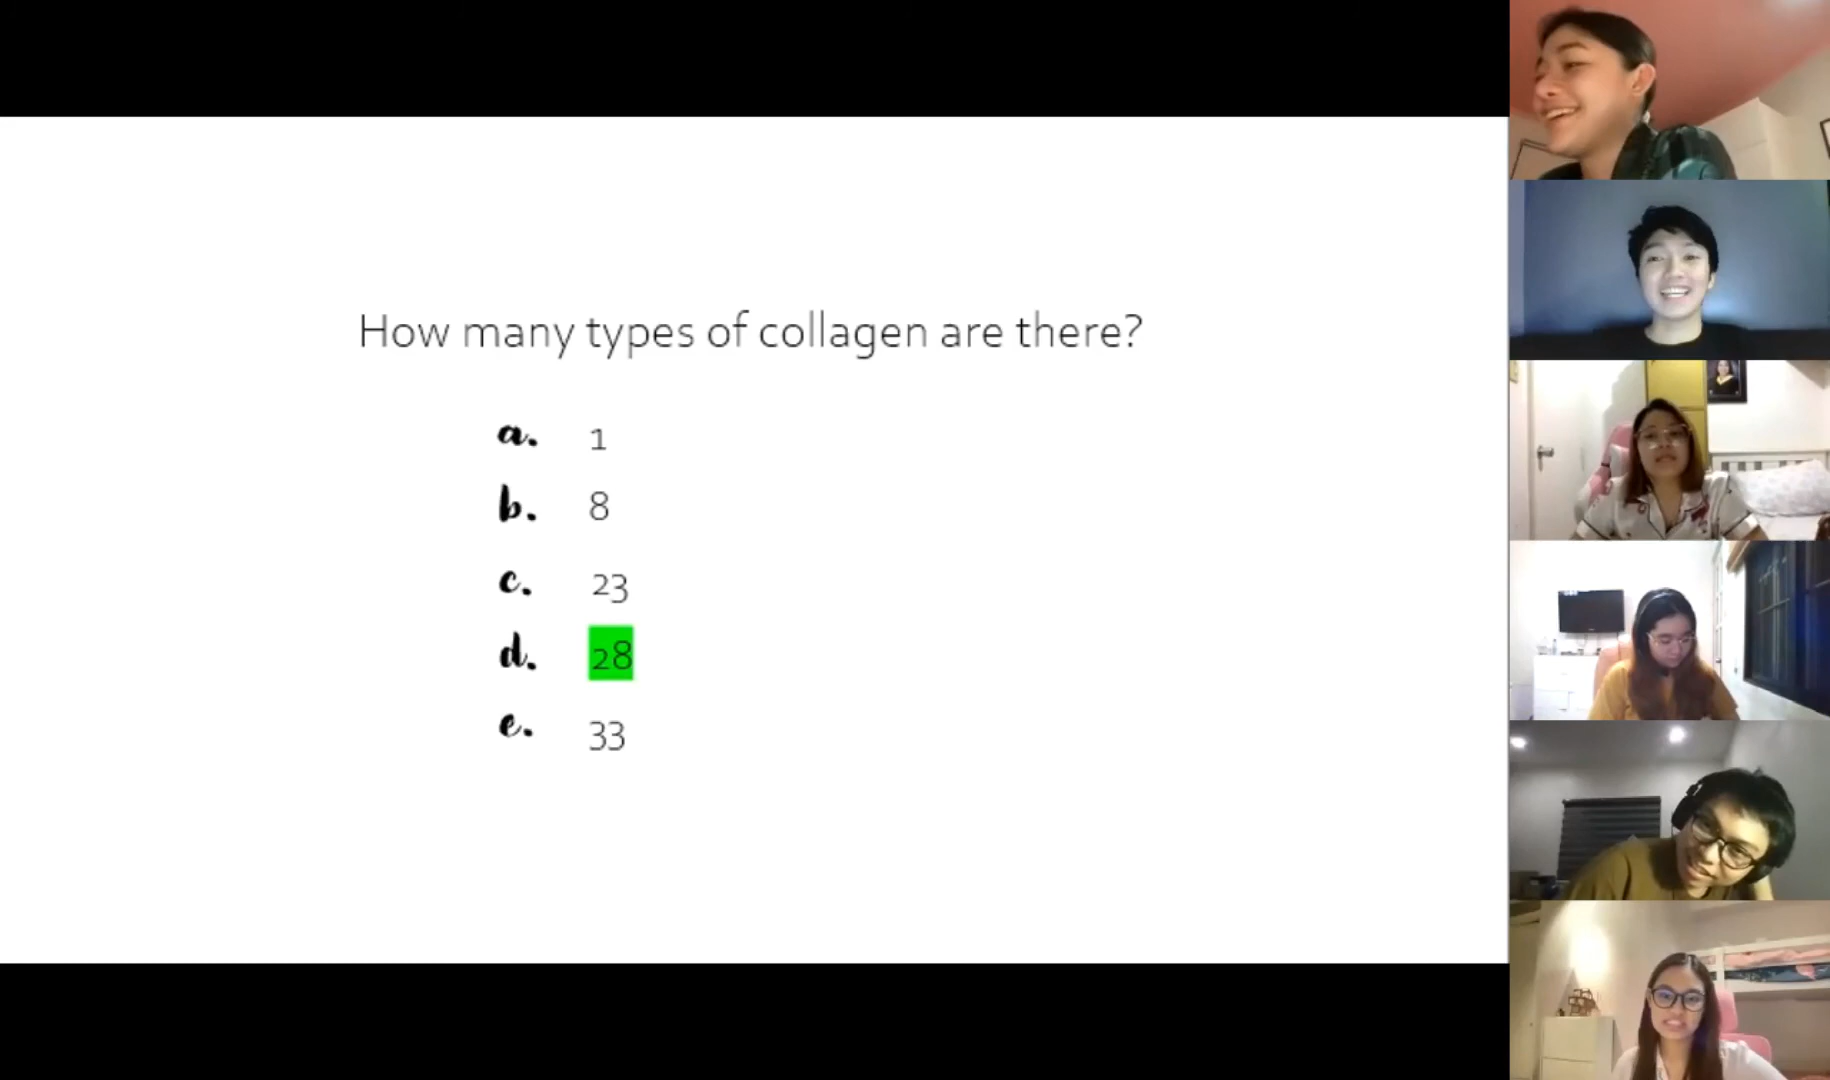 How many types of collagen are there?
a. 1
b. 8
c. 23
d. 28
e. 33